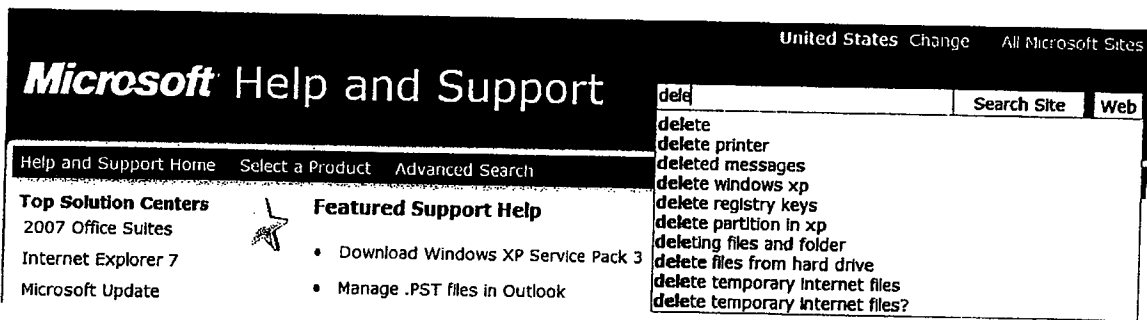 United States Change All Microsoft Sites
Microsoft Help and Support
dele
Search Site Web
delete
delete printer
deleted messages
delete windows xp
delete registry keys
delete partition in xp
deleting files and folder
delete files from hard drive
delete temporary internet files
delete temporary internet files?
Help and Support Home Select a Product Advanced Search
Top Solution Centers
2007 Office Suites
Internet Explorer 7
Microsoft Update
Featured Support Help
• Download Windows XP Service Pack 3
• Manage .PST files in Outlook